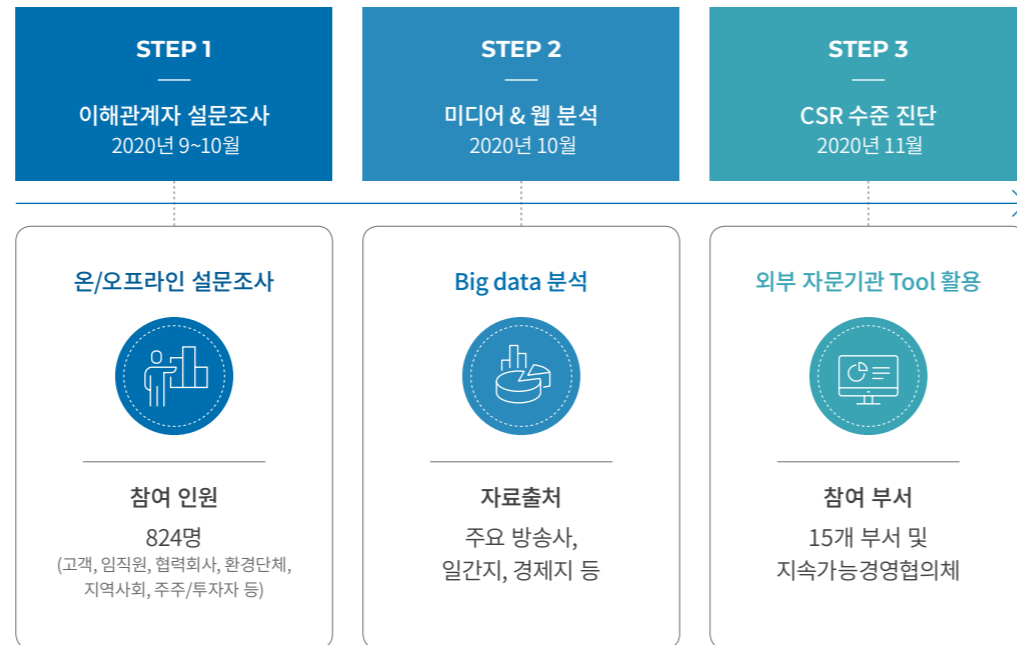 STEP 1
이해관계자 설문조사
2020년 9~10월
온/오프라인 설문조사
참여 인원
824명
(고객, 임직원, 협력회사, 환경단체,
지역사회, 주주/투자자 등)
STEP 2
미디어 & 웹 분석
2020년 10월
Big data 분석
자료출처
주요 방송사,
일간지, 경제지 등
STEP 3
CSR 수준 진단
2020년 11월
외부 자문기관 Tool 활용
참여 부서
15개 부서 및
지속가능경영협의체